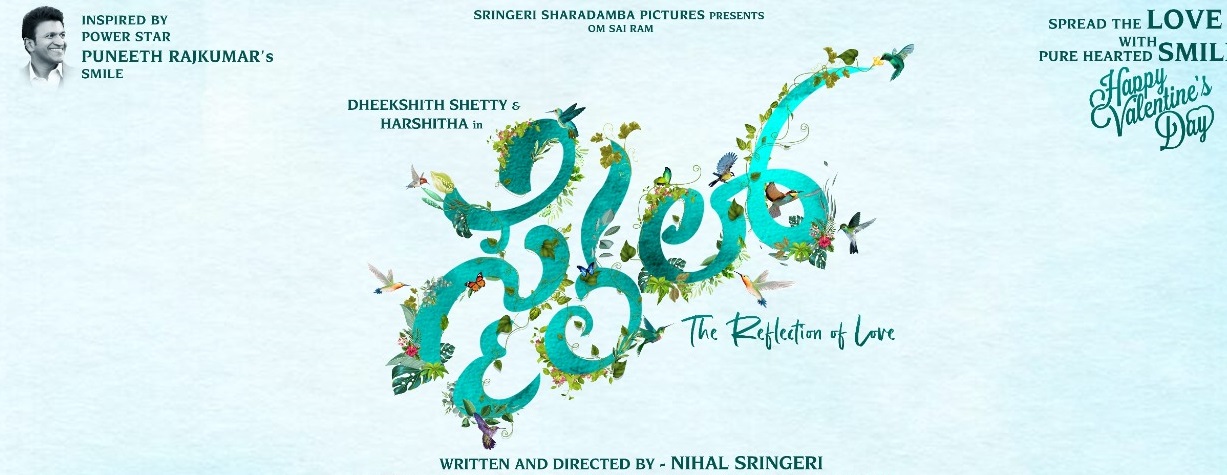 INSPIRED BY
POWER STAR
PUNEETH RAJKUMAR's
SMILE
SRINGERI SHARADAMBA PICTURES PRESENTS
OM SAI RAM
SPREAD THE LOVE
WITH
PURE HEARTED SMILE
Happy
Valentine's
Day
DHEEKSHITH SHETTY &
HARSHITHA in
The Reflection of Love
WRITTEN AND DIRECTED BY - NIHAL SRINGERI